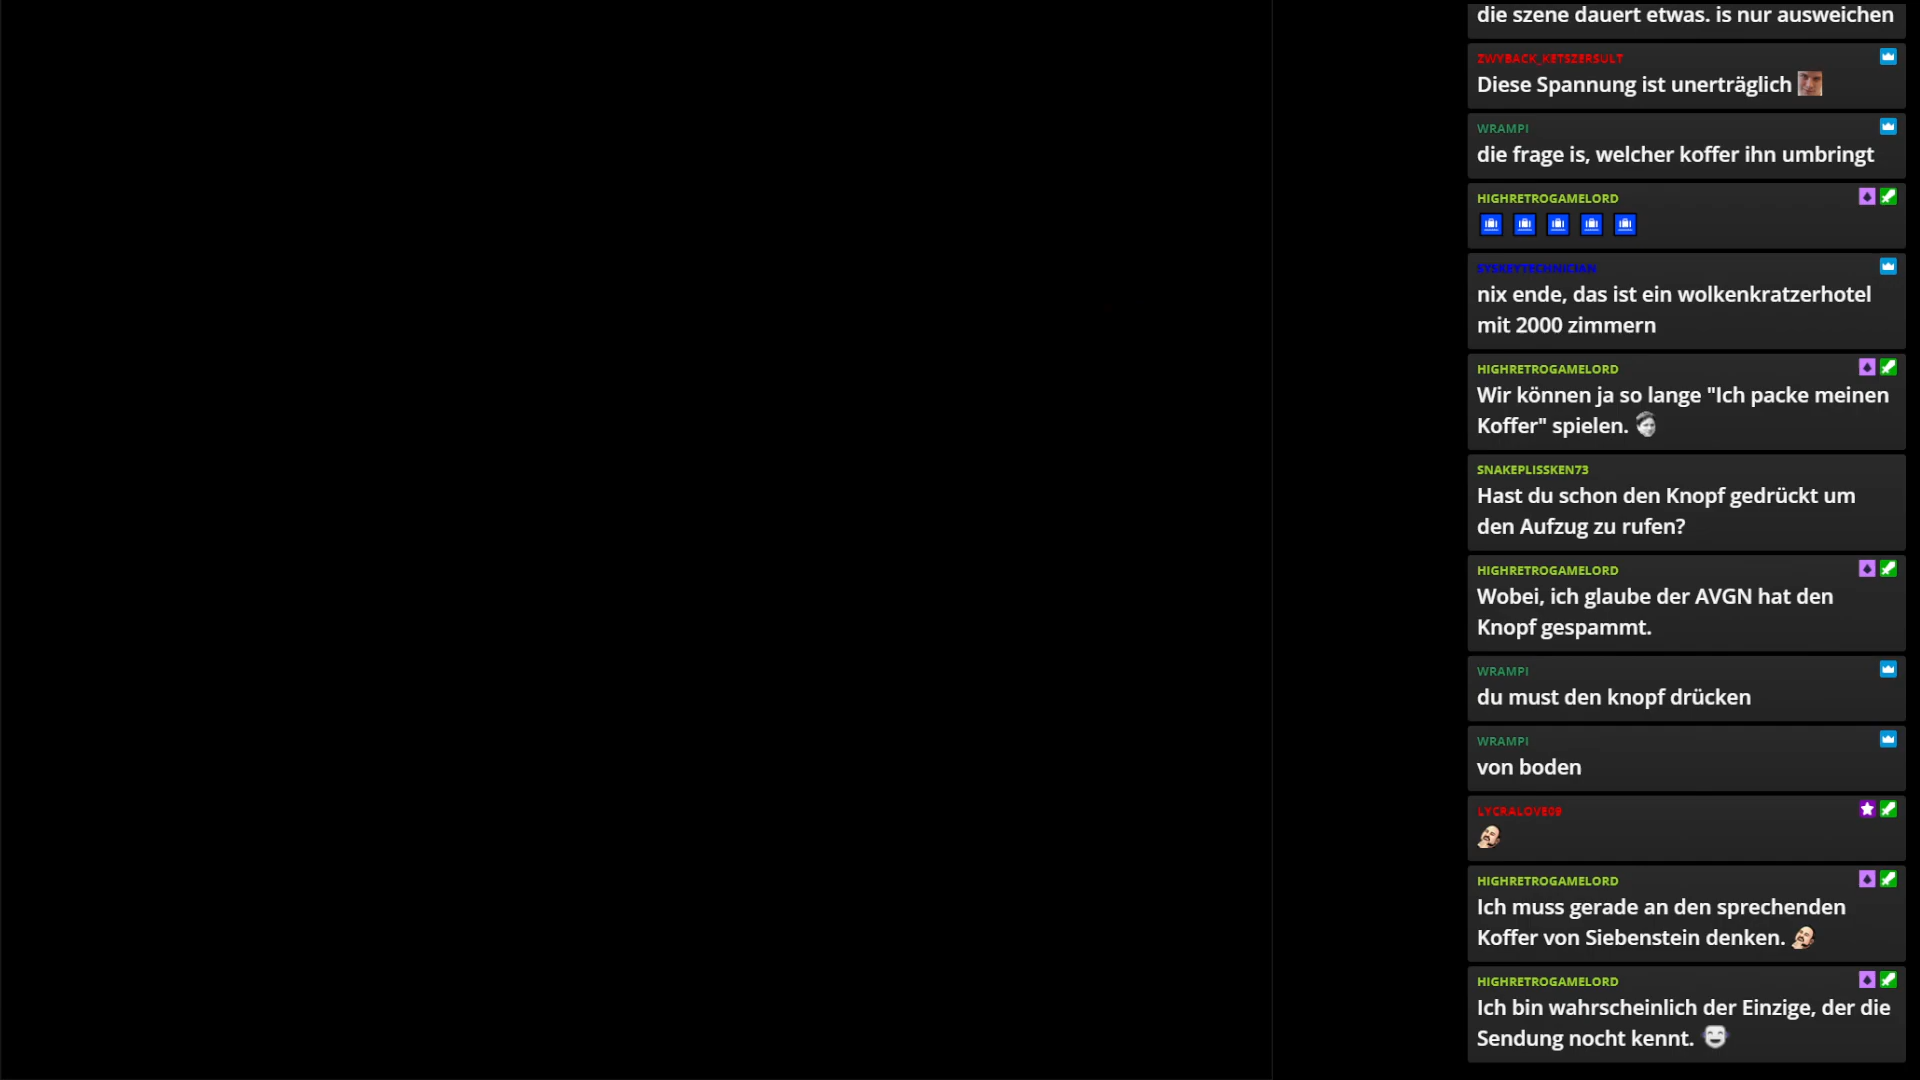 die szene dauert etwas. is nur ausweichen
ZWYBACK_KETSZERSULT
Diese Spannung ist unerträglich
WRAMPI
die frage is, welcher koffer ihn umbringt
HIGHRETROGAMELORD
SYSKEYTECHNICIAN
nix ende, das ist ein wolkenkratzerhotel
mit 2000 zimmern
HIGHRETROGAMELORD
Wir können ja so lange "Ich packe meinen
Koffer" spielen.
SNAKEPLISSKEN73
Hast du schon den Knopf gedrückt um
den Aufzug zu rufen?
HIGHRETROGAMELORD
Wobei, ich glaube der AVGN hat den
Knopf gespammt.
WRAMPI
du must den knopf drücken
WRAMPI
von boden
LYCRALOVE09
HIGHRETROGAMELORD
Ich muss gerade an den sprechenden
Koffer von Siebenstein denken.
HIGHRETROGAMELORD
Ich bin wahrscheinlich der Einzige, der die
Sendung nocht kennt.